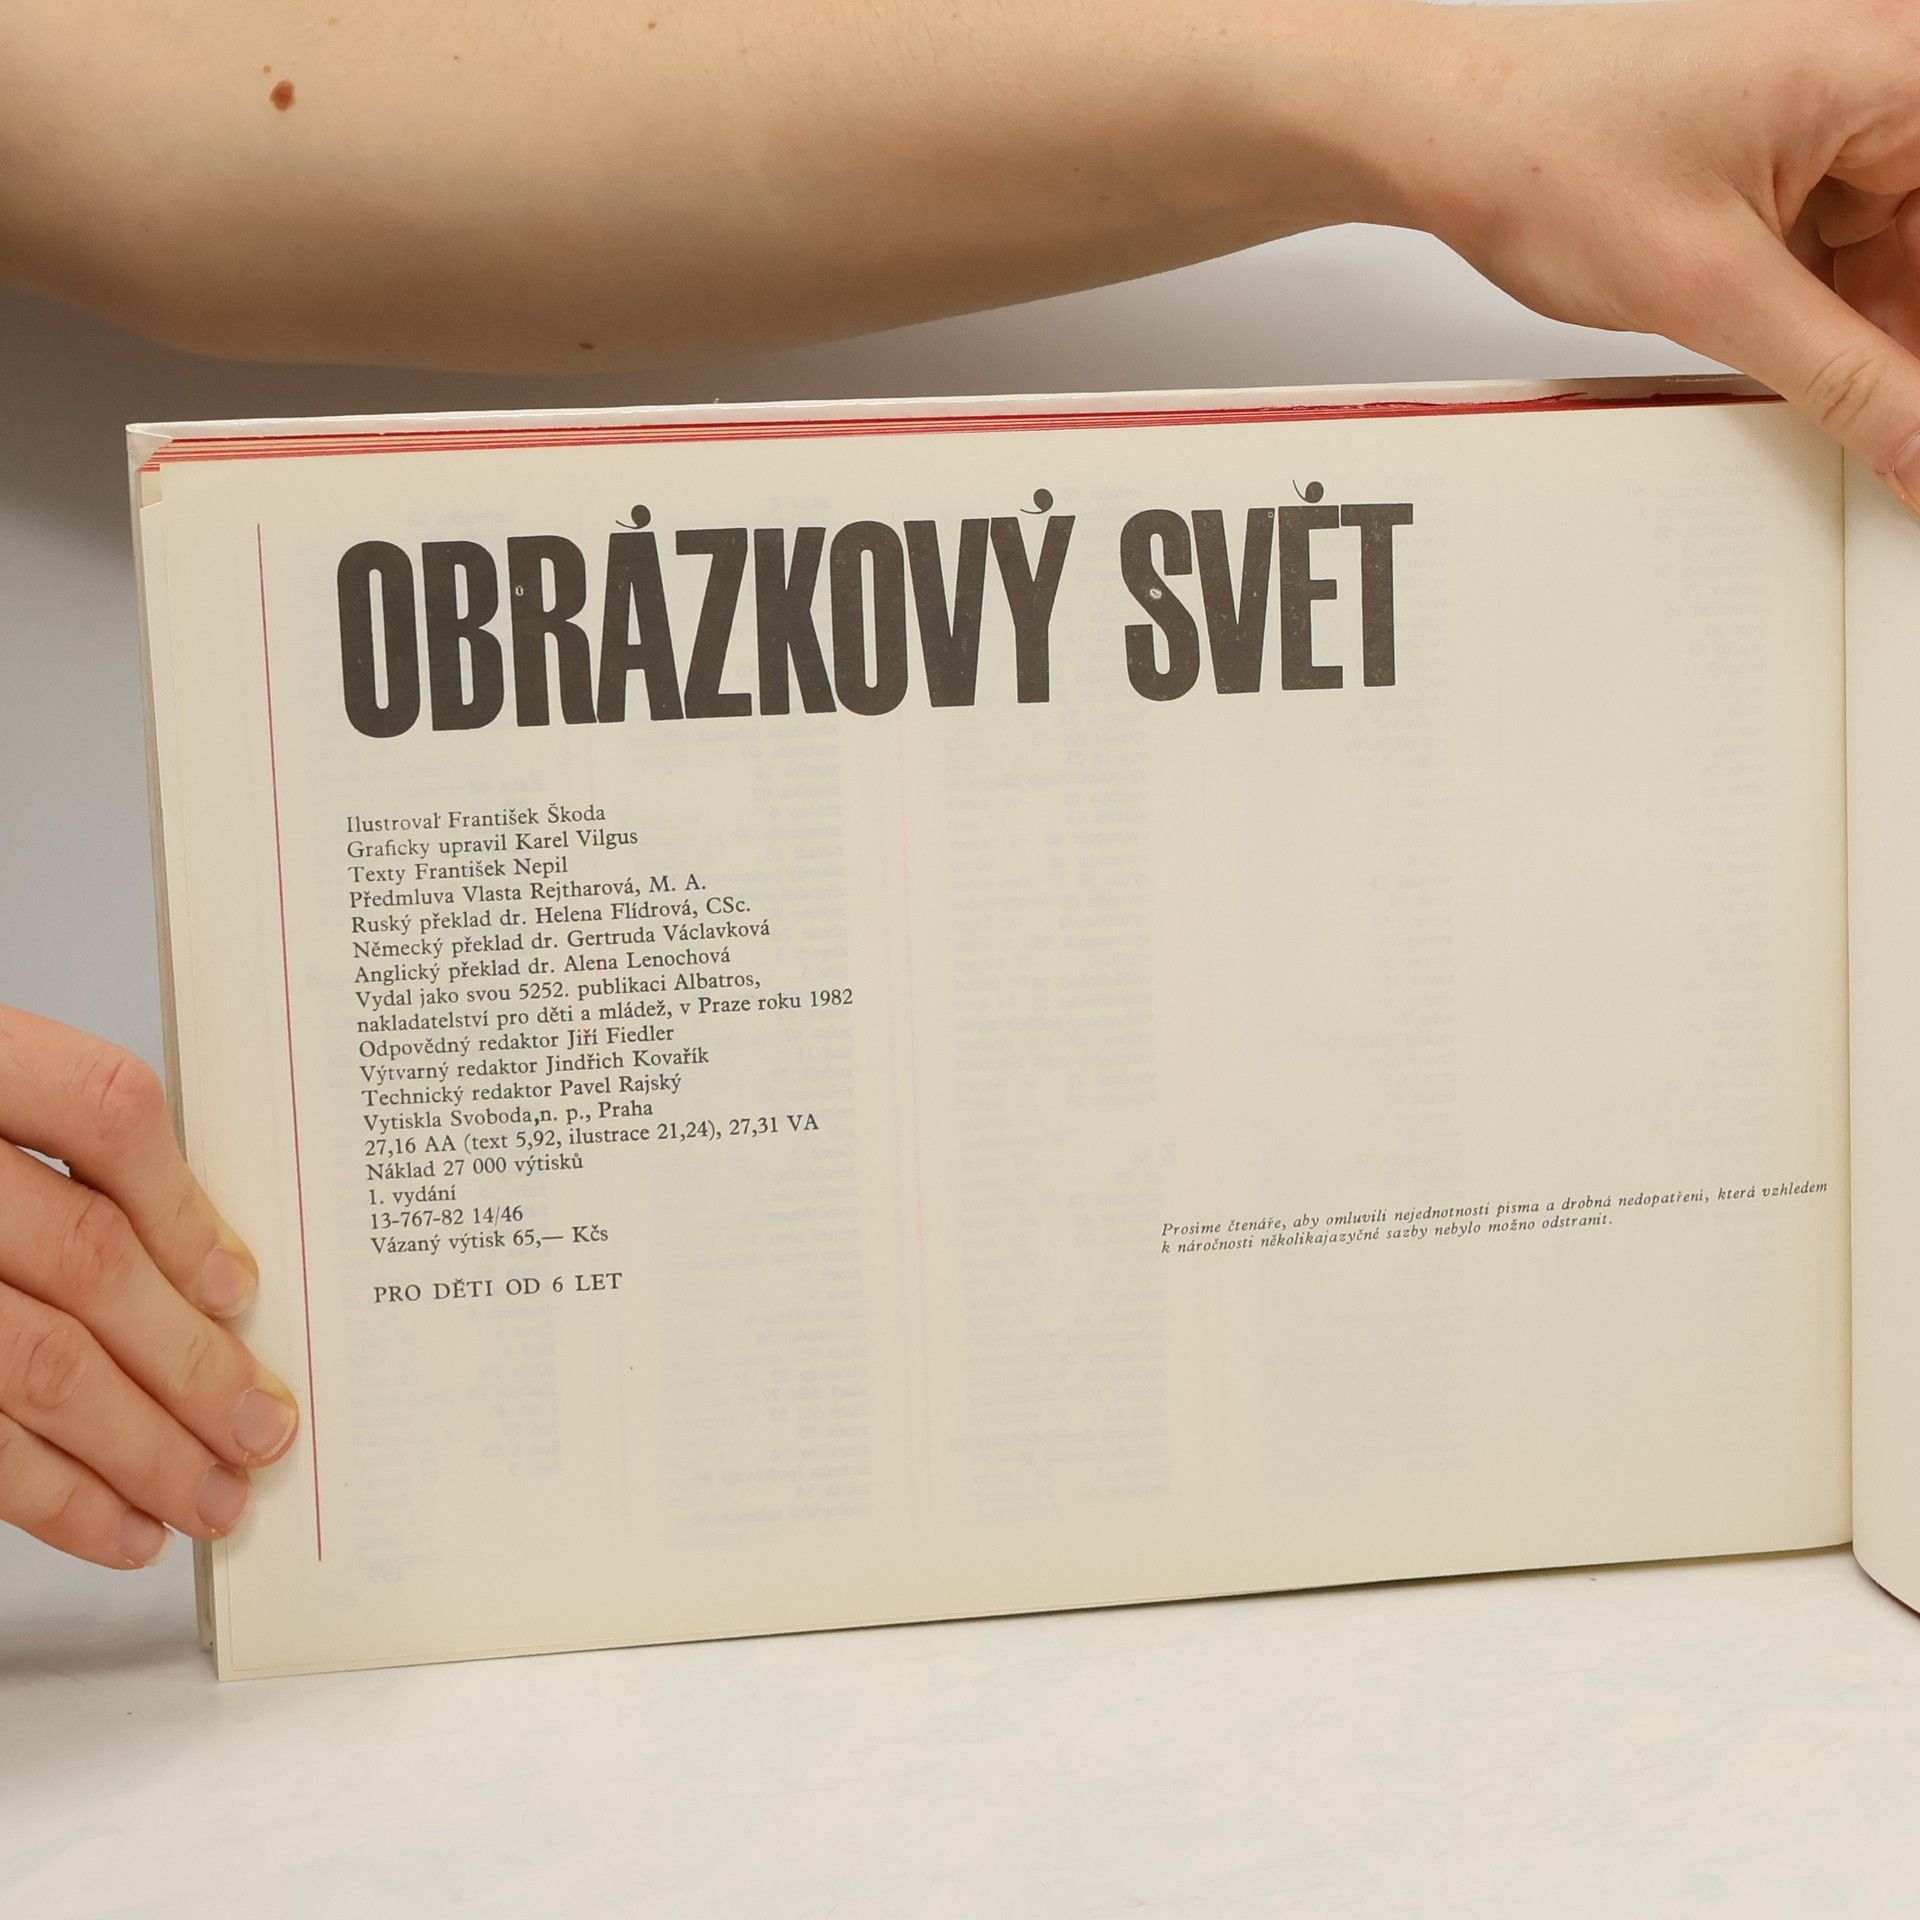 OBRÁZKOVÝ SVĚT
Ilustroval František Škoda
Graficky upravil Karel Vilgus
Texty František Nepil
Předmluva Vlasta Rejtharová, M. A.
Ruský překlad dr. Helena Flídrová, CSc.
Německý překlad dr. Gertruda Václavková
Anglický překlad dr. Alena Lenochová
Vydal jako svou 5252. publikaci Albatros,
nakladatelství pro děti a mládež, v Praze roku 1982
Odpovědný redaktor Jiří Fiedler
Výtvarný redaktor Jindřich Kovařík
Technický redaktor Pavel Rajský
Vytiskla Svoboda,n. p., Praha
27,16 AA (text 5,92, ilustrace 21,24), 27,31 VA
Náklad 27 000 výtisků
1. vydání
13-767-82 14/46
Vázaný výtisk 65,— Kčs
PRO DĚTI OD 6 LET
Prosíme čtenáře, aby omluvili nejednotnosti písma a drobná nedopatření, která vzhledem
k náročnosti několikajazyčné sazby nebylo možno odstranit.